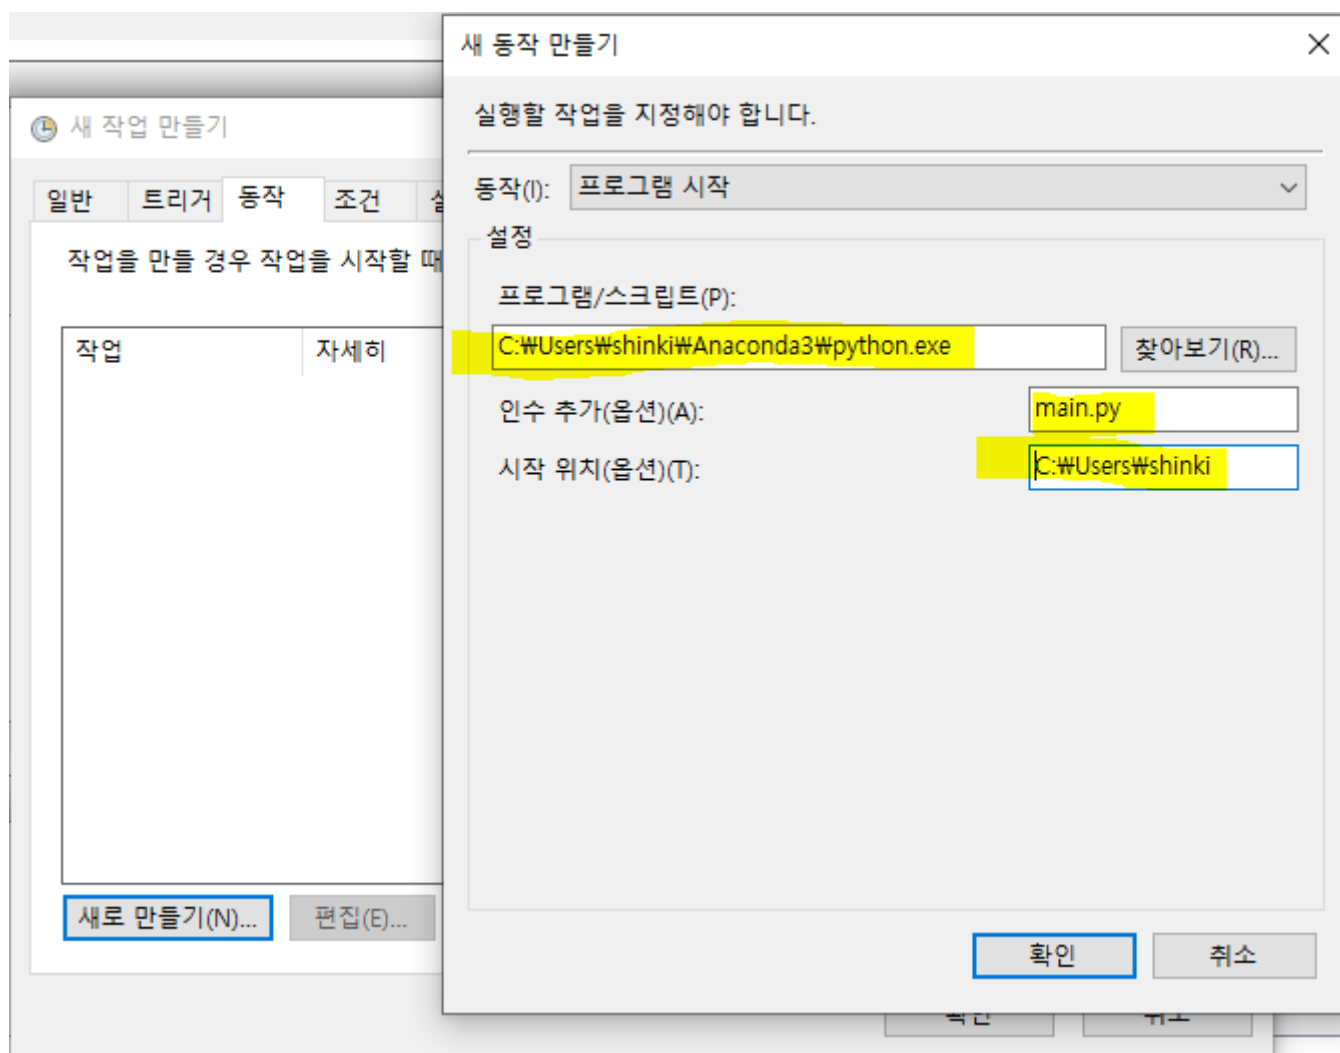 새 동작 만들기
실행할 작업을 지정해야 합니다.
동작(I): 프로그램 시작
설정
프로그램/스크립트(P):
C:₩Users₩shinki₩Anaconda3₩python.exe 찾아보기(R)...
인수 추가(옵션)(A): main.py
시작 위치(옵션)(T): C:₩Users₩shinki
확인 취소
새 작업 만들기
일반 트리거 동작 조건
작업을 만들 경우 작업을 시작할 때
작업 자세히
새로 만들기(N)... 편집(E)...